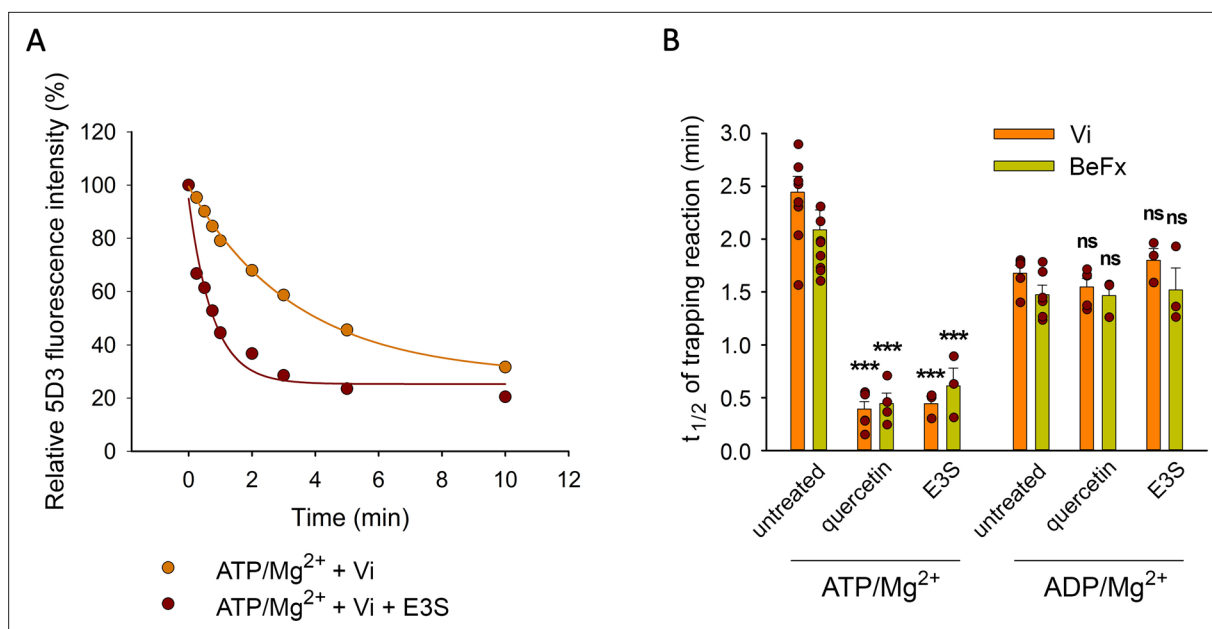 A
Relative 5D3 fluorescence intensity (%)
120
100
80
60
40
20
0
0 2 4 6 8 10 12
Time (min)
ATP/Mg²⁺ + Vi
ATP/Mg²⁺ + Vi + E3S
B
t1/2 of trapping reaction (min)
3.0
2.5
2.0
1.5
1.0
0.5
0.0
Vi
BeFx
*** *** *** *** ns ns ns ns
untreated quercetin E3S untreated quercetin E3S
ATP/Mg²⁺ ADP/Mg²⁺